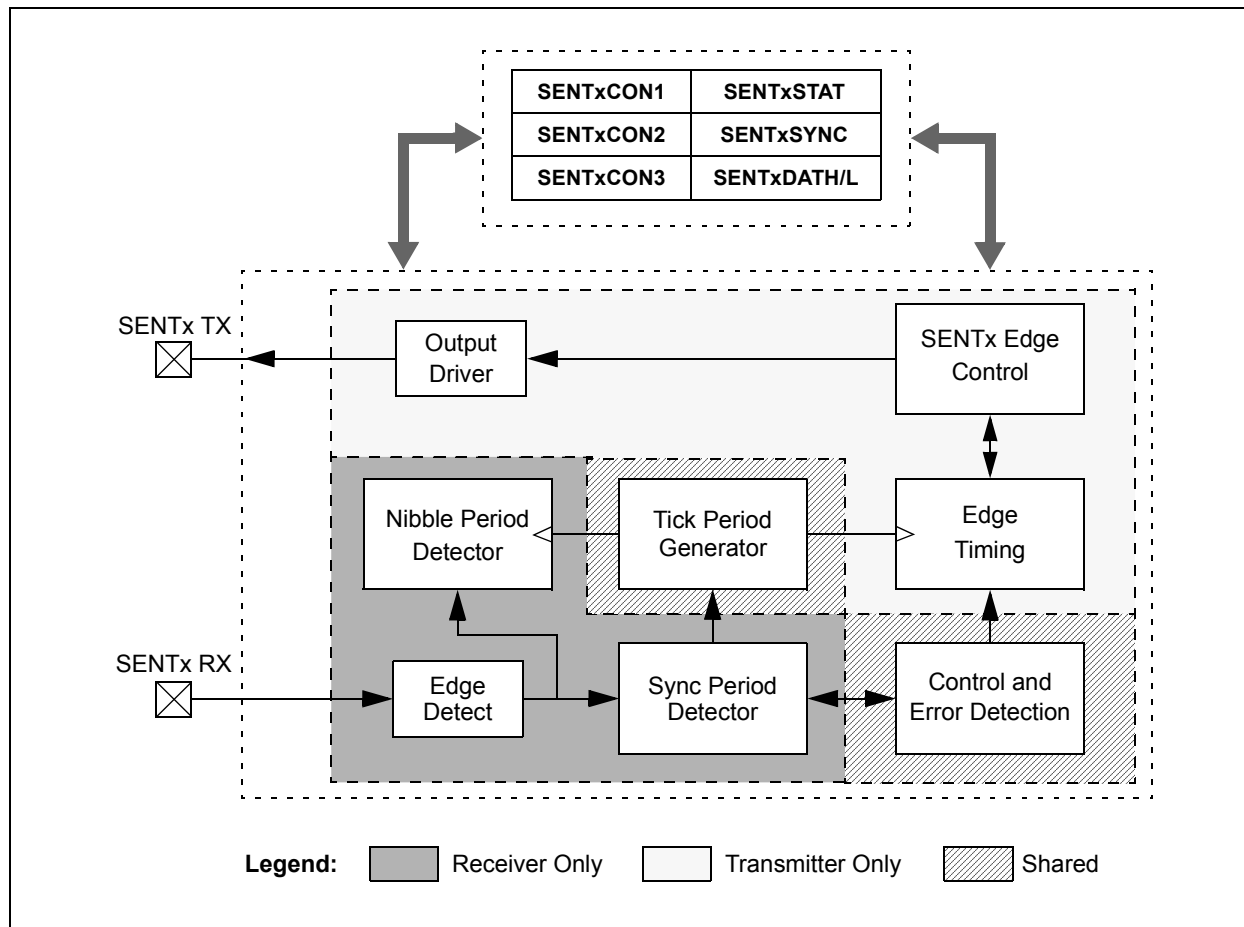 SENTxCON1 SENTxSTAT
SENTxCON2 SENTxSYNC
SENTxCON3 SENTxDATH/L
SENTx TX
Output
Driver
SENTx Edge
Control
Nibble Period
Detector
Tick Period
Generator
Edge
Timing
SENTx RX
Edge
Detect
Sync Period
Detector
Control and
Error Detection
Legend: Receiver Only Transmitter Only Shared